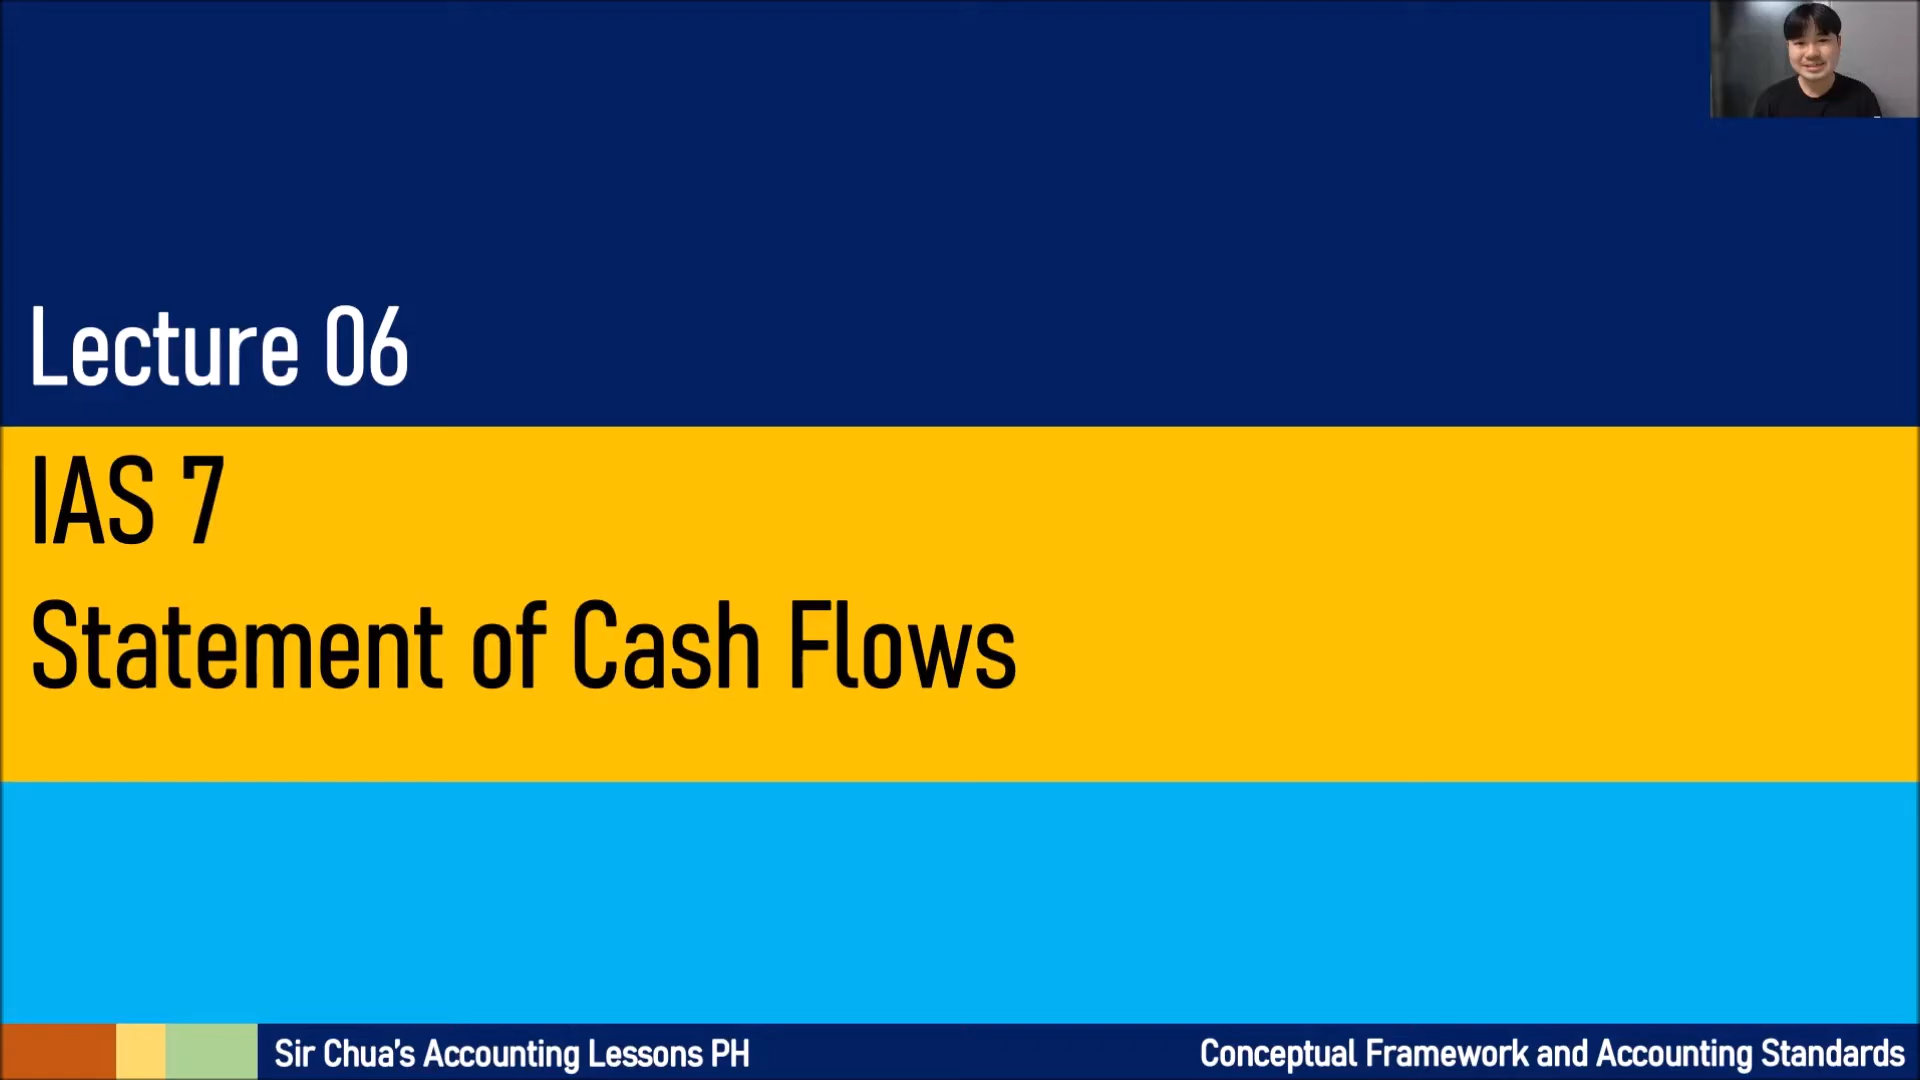 Lecture 06
IAS 7
Statement of Cash Flows
Sir Chua's Accounting Lessons PH
Conceptual Framework and Accounting Standards